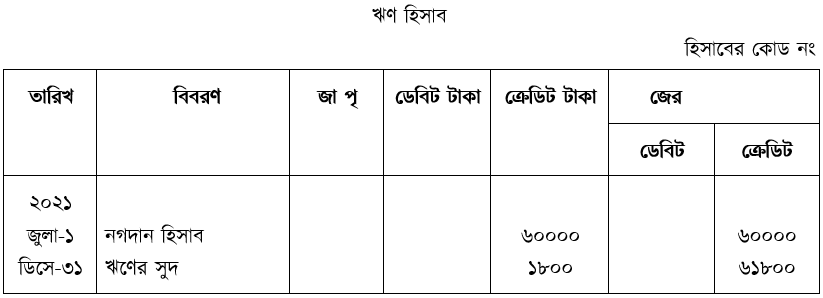 ঋণ হিসাব
হিসাবের কোড নং
তারিখ বিবরণ জা পৃ ডেবিট টাকা ক্রেডিট টাকা জের
ডেবিট ক্রেডিট
২০২১
জুলা-১ নগদান হিসাব ৬০০০০ ৬০০০০
ডিসে-৩১ ঋণের সুদ ১৮০০ ৬১৮০০